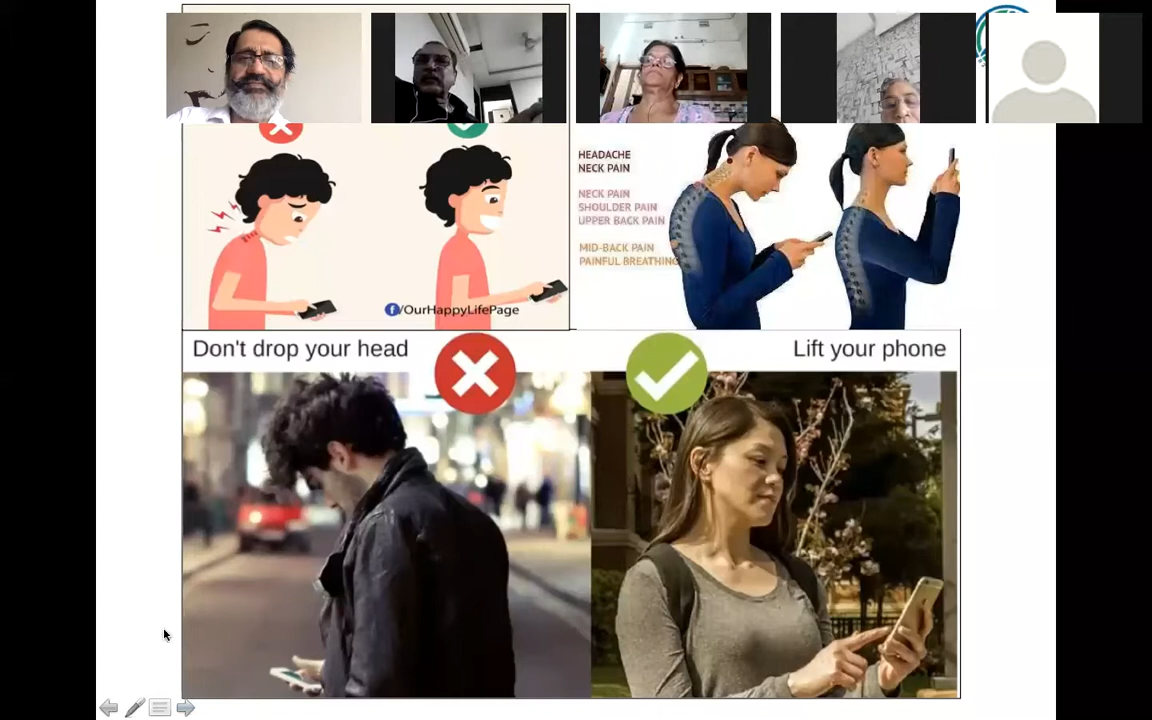 HEADACHE
NECK PAIN
NECK PAIN
SHOULDER PAIN
UPPER BACK PAIN
MID-BACK PAIN
PAINFUL BREATHING
f/OurHappyLifePage
Don't drop your head
Lift your phone